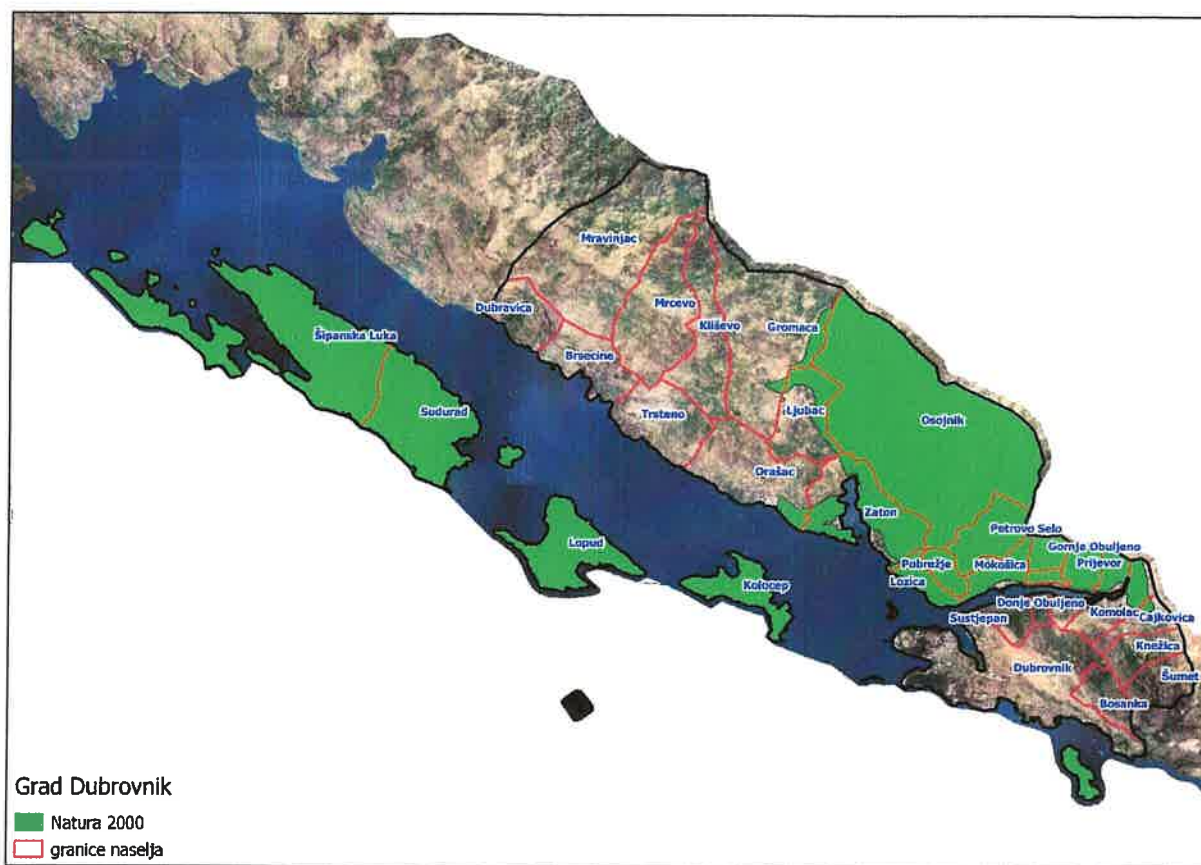 Mravinjac
Dubravica
Mrcevo
Kliševo
Gromaca
Šipanska Luka
Brsecine
Sudurad
Trsteno
Ljubac
Osojnik
Orašac
Zaton
Petrovo Selo
Lopud
Gornje Obuljeno
Pobrežje
Mokošica
Prijevor
Kolocep
Lozica
Donje Obuljeno
Komolac
Sustjepan
Cajkovica
Knežica
Dubrovnik
Šumet
Bosanka
Grad Dubrovnik
Natura 2000
granice naselja